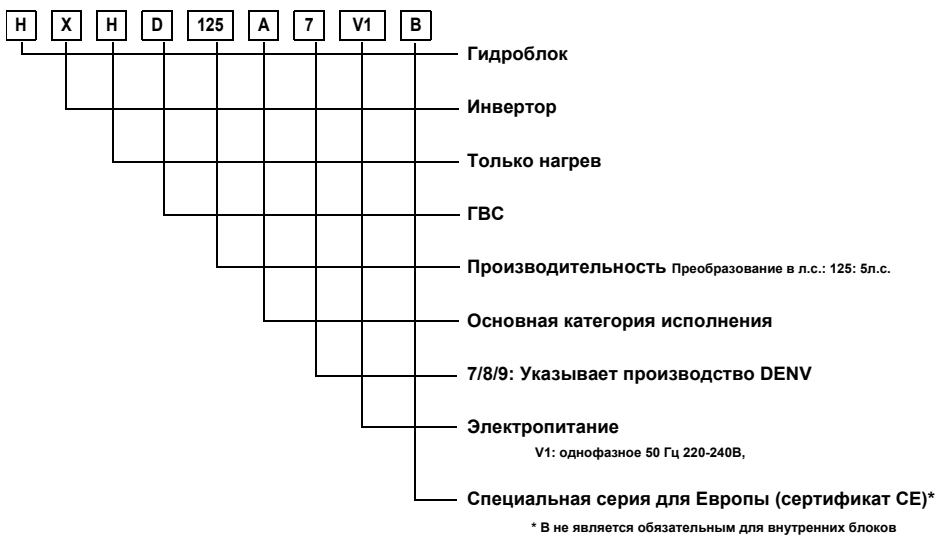 H X H D 125 A 7 V1 B
Гидроблок
Инвертор
Только нагрев
ГВС
Производительность Преобразование в л.с.: 125: 5л.с.
Основная категория исполнения
7/8/9: Указывает производство DENV
Электропитание
V1: однофазное 50 Гц 220-240В,
Специальная серия для Европы (сертификат CE)*
* В не является обязательным для внутренних блоков